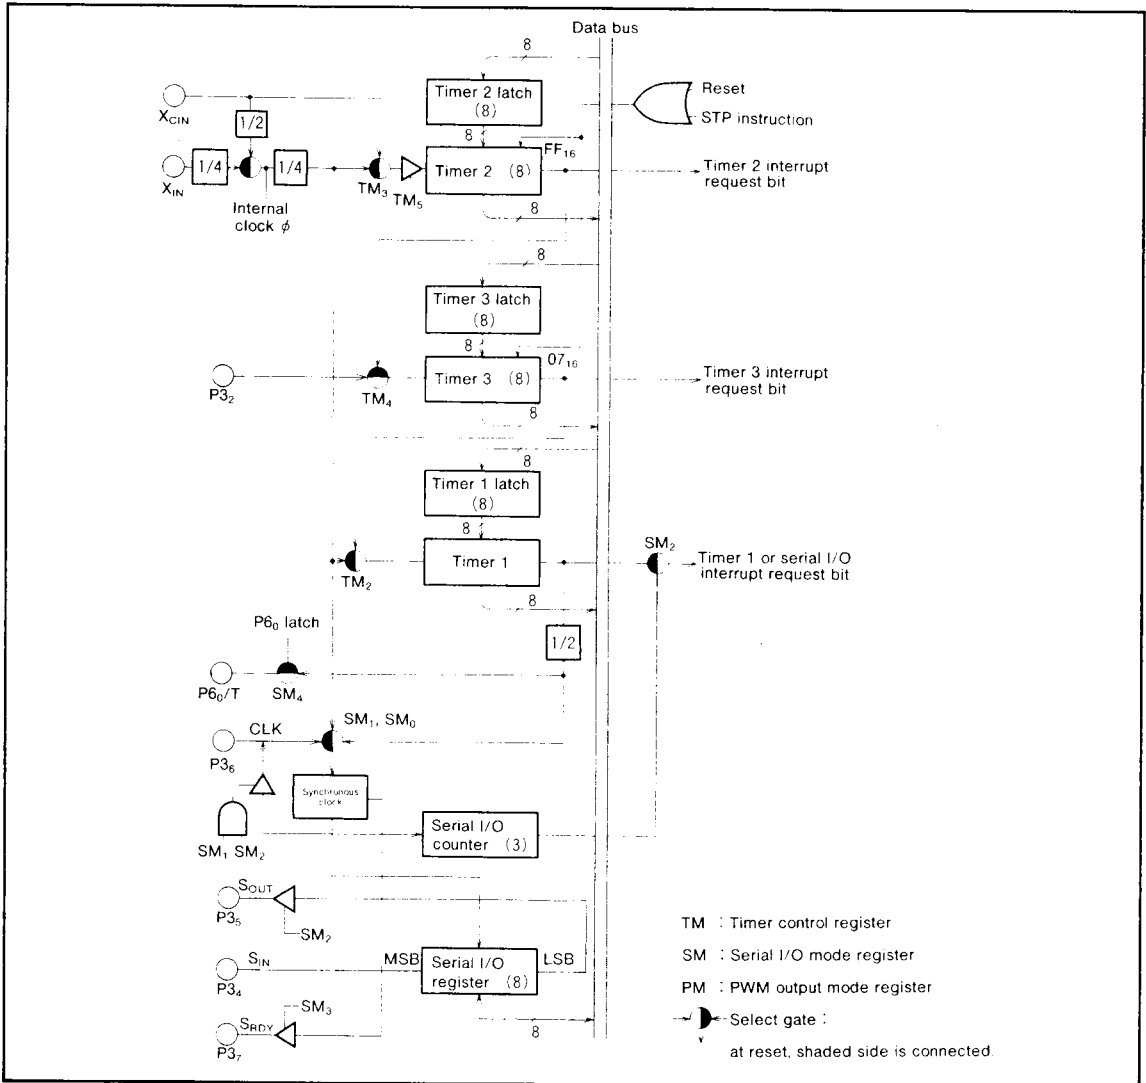 Data bus
8
Timer 2 latch
(8)
Reset
STP instruction
XCIN
1/2
8
FF16
XIN
1/4
1/4
TM3
TM5
Timer 2 (8)
Timer 2 interrupt
request bit
Internal
clock ϕ
8
8
Timer 3 latch
(8)
8
0716
P32
TM4
Timer 3 (8)
Timer 3 interrupt
request bit
8
8
Timer 1 latch
(8)
8
TM2
Timer 1
SM2
Timer 1 or serial I/O
interrupt request bit
8
P60 latch
1/2
P60/T
SM4
CLK
SM1, SM0
P36
Synchronous
clock
SM1 SM2
Serial I/O
counter (3)
SOUT
P35
SM2
SIN
P34
MSB
Serial I/O
register (8)
LSB
SM3
SRDY
P37
8
TM : Timer control register
SM : Serial I/O mode register
PM : PWM output mode register
Select gate :
at reset, shaded side is connected.